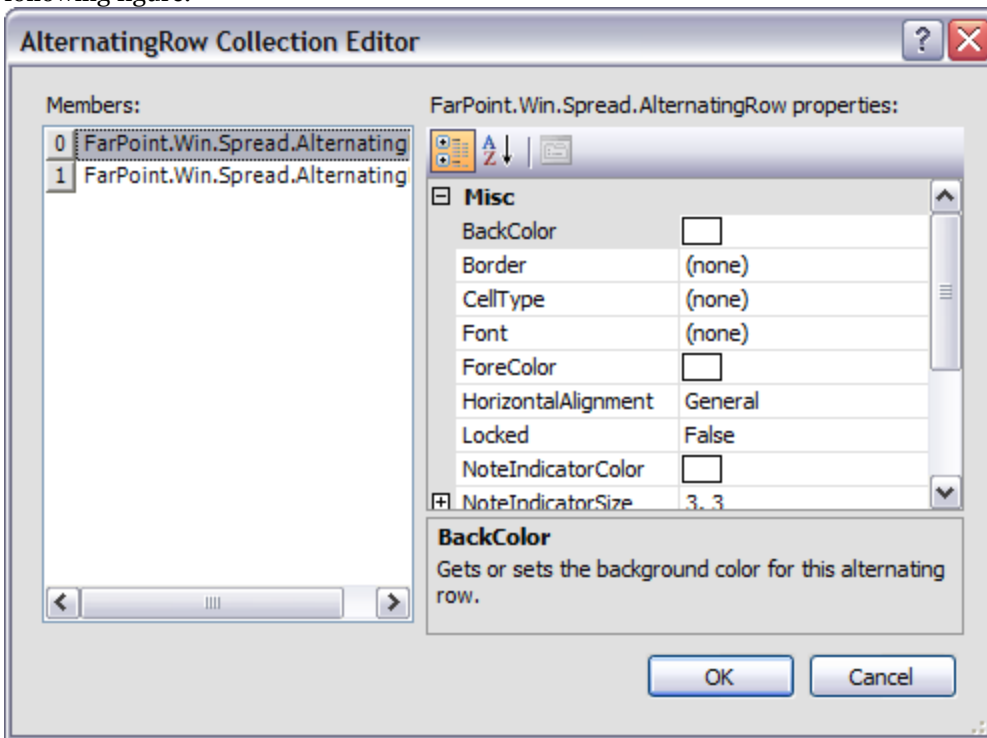 following figure.
AlternatingRow Collection Editor
?
Members:
FarPoint.Win.Spread.AlternatingRow properties:
0 FarPoint.Win.Spread.Alternating
1 FarPoint.Win.Spread.Alternating
A
Z
Misc
BackColor
Border (none)
CellType (none)
Font (none)
ForeColor
HorizontalAlignment General
Locked False
NoteIndicatorColor
NoteIndicatorSize 3, 3
BackColor
Gets or sets the background color for this alternating
row.
OK Cancel